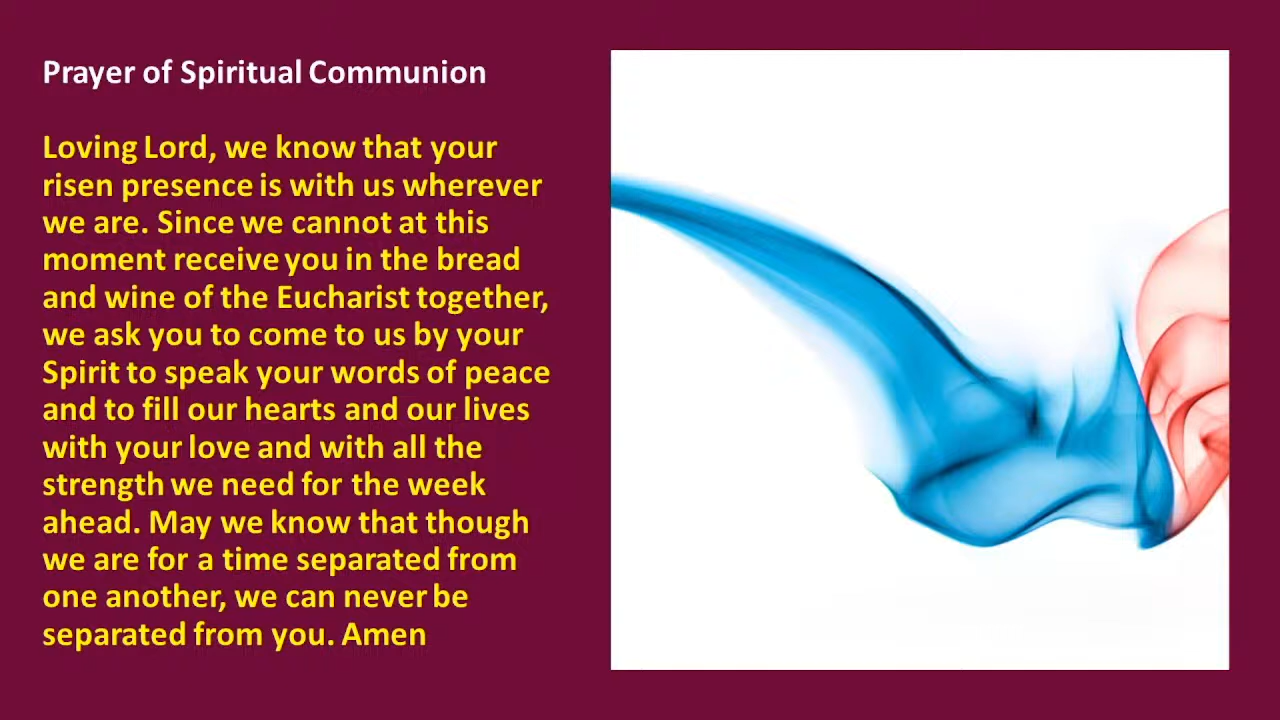 Prayer of Spiritual Communion
Loving Lord, we know that your
risen presence is with us wherever
we are. Since we cannot at this
moment receive you in the bread
and wine of the Eucharist together,
we ask you to come to us by your
Spirit to speak your words of peace
and to fill our hearts and our lives
with your love and with all the
strength we need for the week
ahead. May we know that though
we are for a time separated from
one another, we can never be
separated from you. Amen